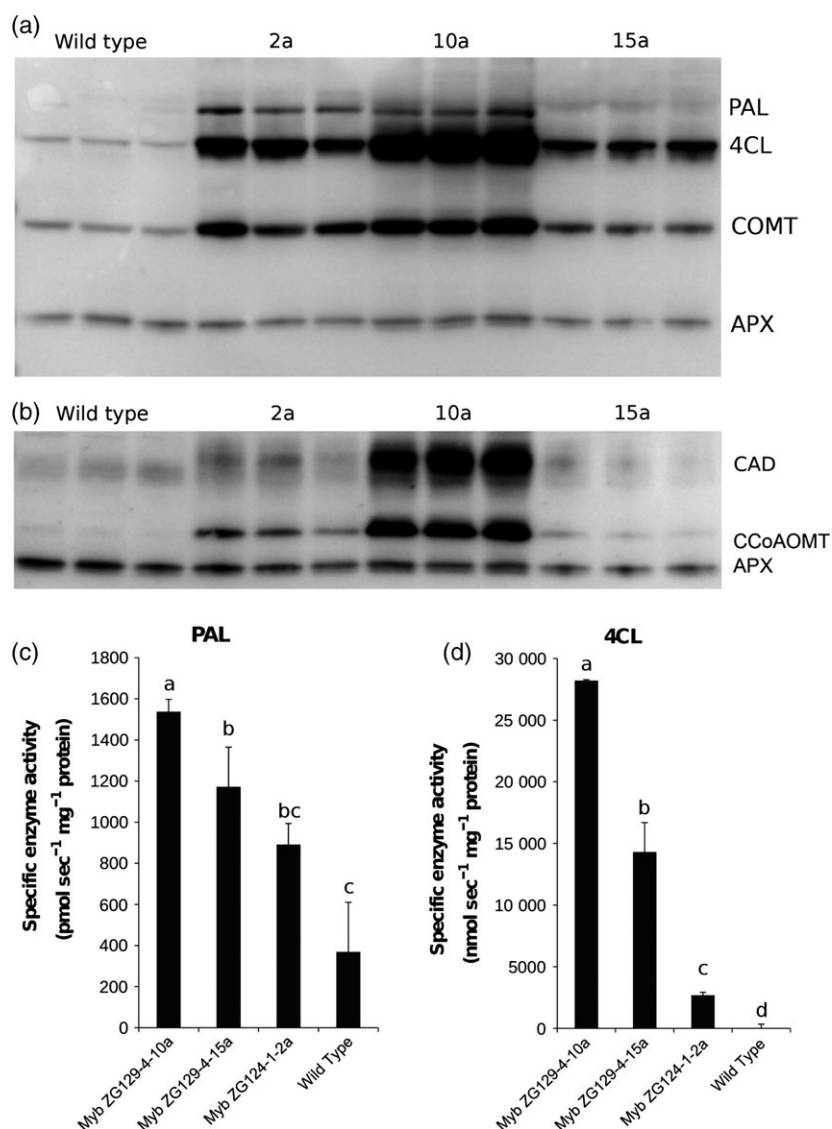 (a)
Wild type 2a 10a 15a
PAL
4CL
COMT
APX
(b)
Wild type 2a 10a 15a
CAD
CCoAOMT
APX
(c)
PAL
Specific enzyme activity
(pmol sec⁻¹ mg⁻¹ protein)
1800
1600
1400
1200
1000
800
600
400
200
0
a
b
bc
c
Myb ZG129-4-10a
Myb ZG129-4-15a
Myb ZG124-1-2a
Wild Type
(d)
4CL
Specific enzyme activity
(nmol sec⁻¹ mg⁻¹ protein)
30 000
25 000
20 000
15 000
10 000
5000
0
a
b
c
d
Myb ZG129-4-10a
Myb ZG129-4-15a
Myb ZG124-1-2a
Wild Type